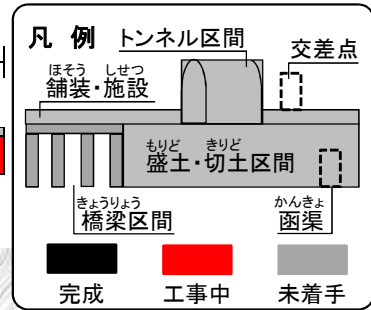 凡 例
トンネル区間
交差点
ほそう しせつ
舗装・施設
もりど きりど
盛土・切土区間
きょうりょう
橋梁区間
かんきょ
函渠
完成
工事中
未着手